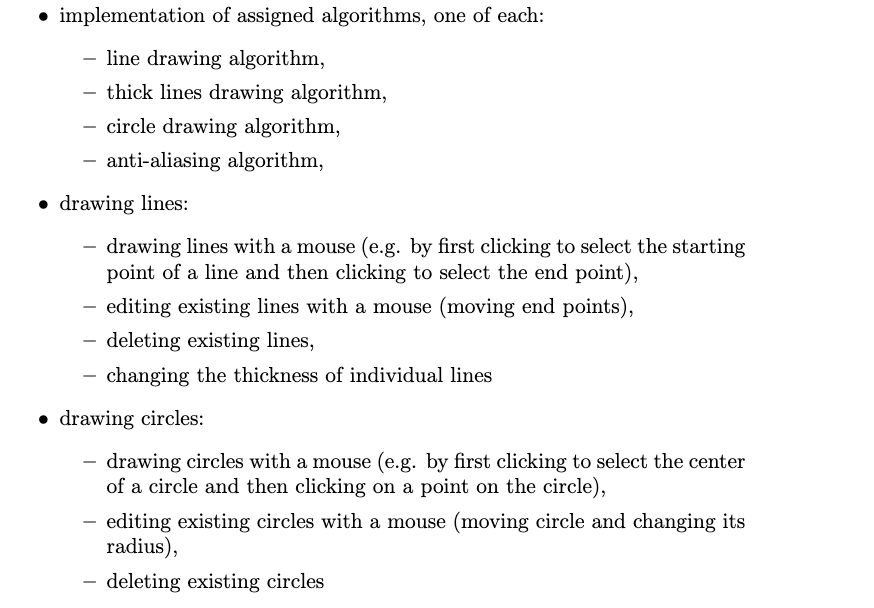 • implementation of assigned algorithms, one of each:
– line drawing algorithm,
– thick lines drawing algorithm,
– circle drawing algorithm,
– anti-aliasing algorithm,
• drawing lines:
– drawing lines with a mouse (e.g. by first clicking to select the starting
point of a line and then clicking to select the end point),
– editing existing lines with a mouse (moving end points),
– deleting existing lines,
– changing the thickness of individual lines
• drawing circles:
– drawing circles with a mouse (e.g. by first clicking to select the center
of a circle and then clicking on a point on the circle),
– editing existing circles with a mouse (moving circle and changing its
radius),
– deleting existing circles